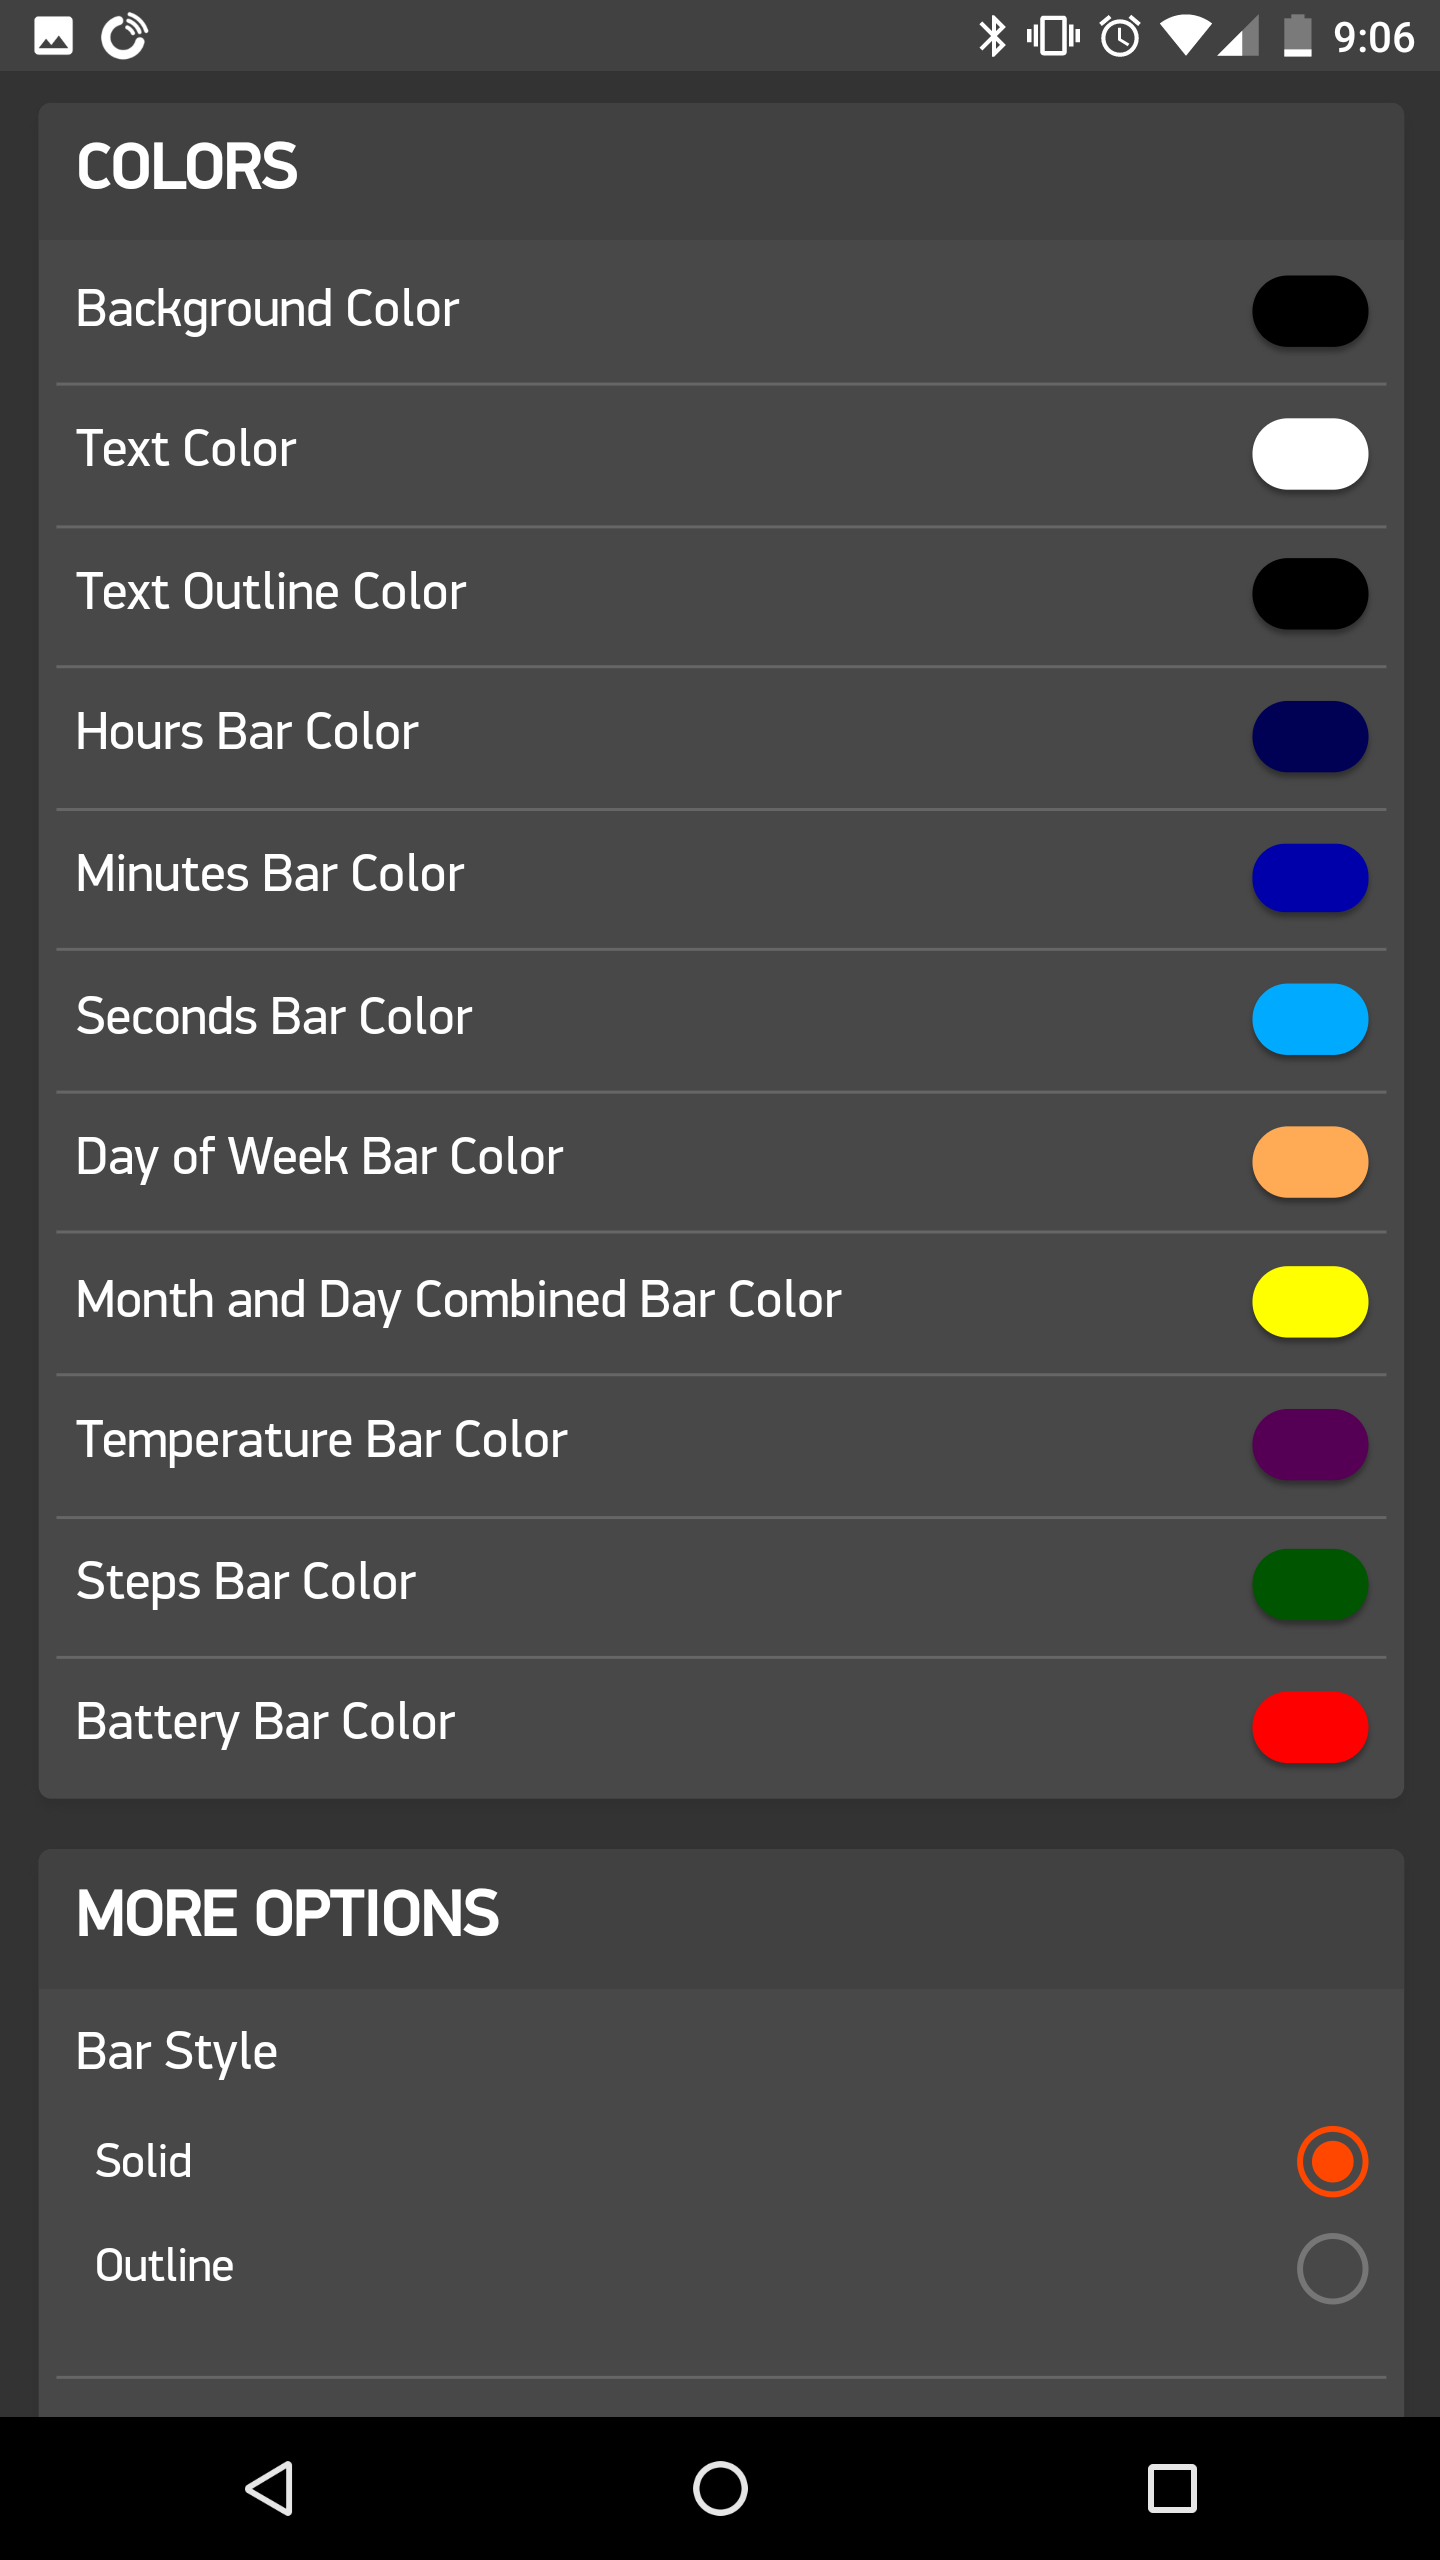 9:06
COLORS
Background Color
Text Color
Text Outline Color
Hours Bar Color
Minutes Bar Color
Seconds Bar Color
Day of Week Bar Color
Month and Day Combined Bar Color
Temperature Bar Color
Steps Bar Color
Battery Bar Color
MORE OPTIONS
Bar Style
Solid
Outline